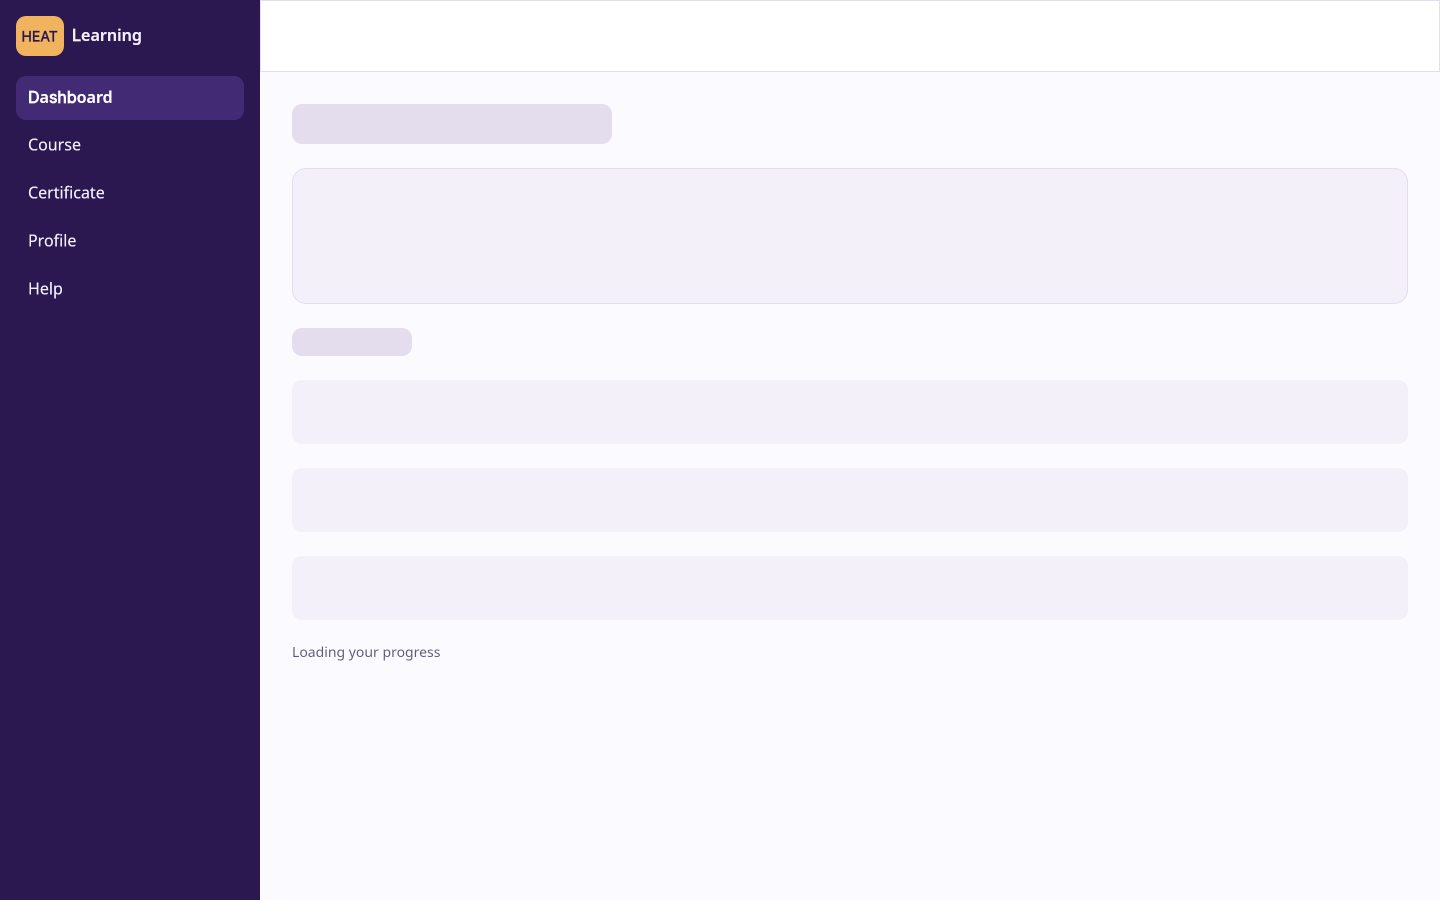 HEAT Learning
Dashboard
Course
Certificate
Profile
Help
Loading your progress